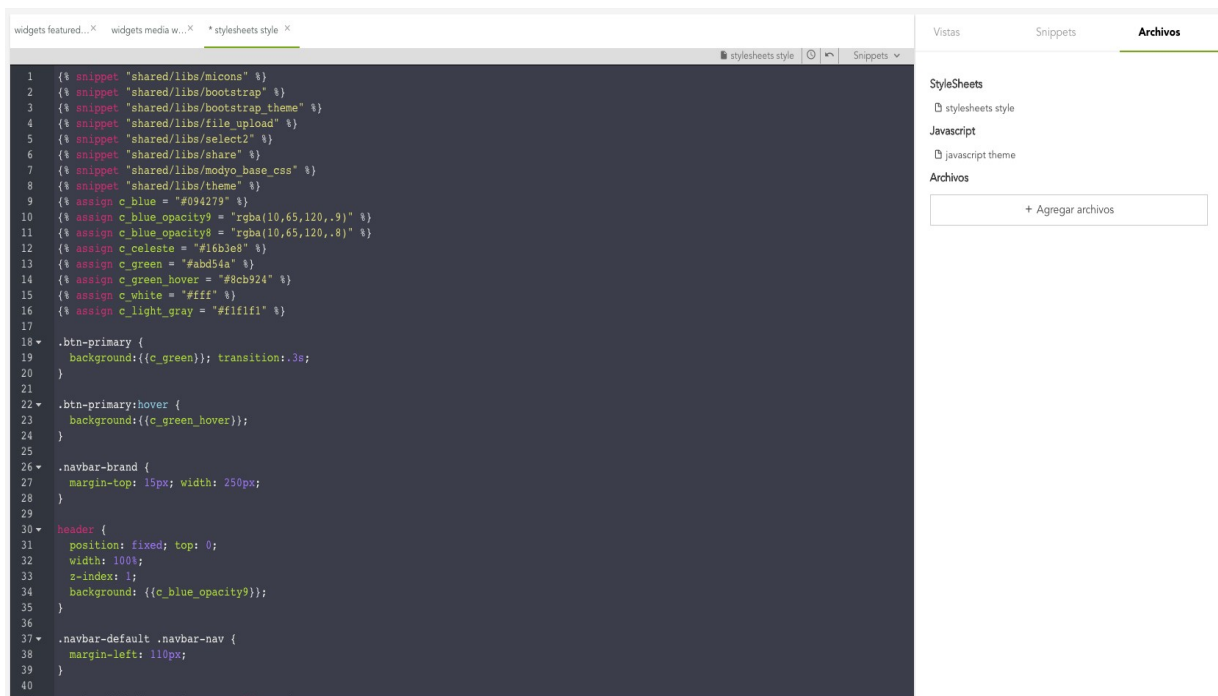 widgets featured...× widgets media w...× * stylesheets style ×
stylesheets style Snippets
1 {% snippet "shared/libs/micons" %}
2 {% snippet "shared/libs/bootstrap" %}
3 {% snippet "shared/libs/bootstrap_theme" %}
4 {% snippet "shared/libs/file_upload" %}
5 {% snippet "shared/libs/select2" %}
6 {% snippet "shared/libs/share" %}
7 {% snippet "shared/libs/modyo_base_css" %}
8 {% snippet "shared/libs/theme" %}
9 {% assign c_blue = "#094279" %}
10 {% assign c_blue_opacity9 = "rgba(10,65,120,.9)" %}
11 {% assign c_blue_opacity8 = "rgba(10,65,120,.8)" %}
12 {% assign c_celeste = "#16b3e8" %}
13 {% assign c_green = "#abd54a" %}
14 {% assign c_green_hover = "#8cb924" %}
15 {% assign c_white = "#fff" %}
16 {% assign c_light_gray = "#f1f1f1" %}
17
18 .btn-primary {
19 background:{{c_green}}; transition:.3s;
20 }
21
22 .btn-primary:hover {
23 background:{{c_green_hover}};
24 }
25
26 .navbar-brand {
27 margin-top: 15px; width: 250px;
28 }
29
30 header {
31 position: fixed; top: 0;
32 width: 100%;
33 z-index: 1;
34 background: {{c_blue_opacity9}};
35 }
36
37 .navbar-default .navbar-nav {
38 margin-left: 110px;
39 }
40
Vistas Snippets Archivos
StyleSheets
stylesheets style
Javascript
javascript theme
Archivos
+ Agregar archivos